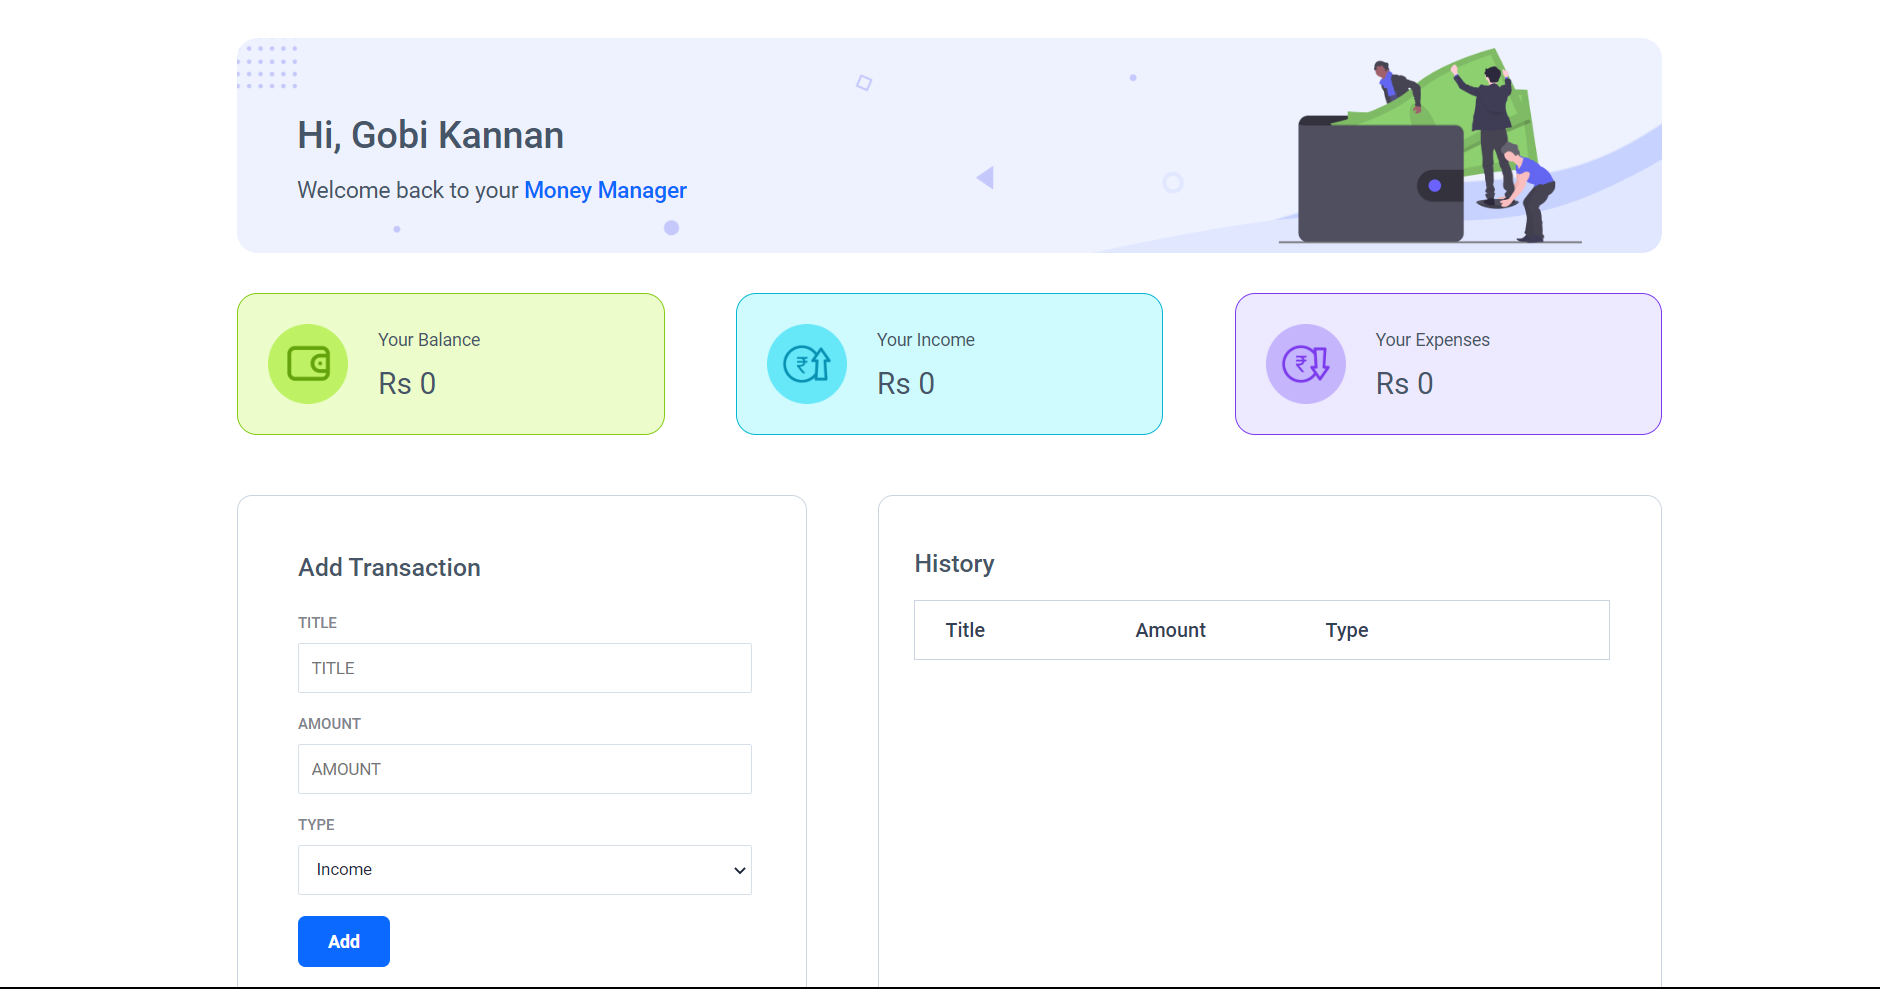 Hi, Gobi Kannan
Welcome back to your Money Manager
Your Balance
Rs 0
₹
Your Income
Rs 0
₹
Your Expenses
Rs 0
Add Transaction
TITLE
TITLE
AMOUNT
AMOUNT
TYPE
Income
Add
History
Title Amount Type